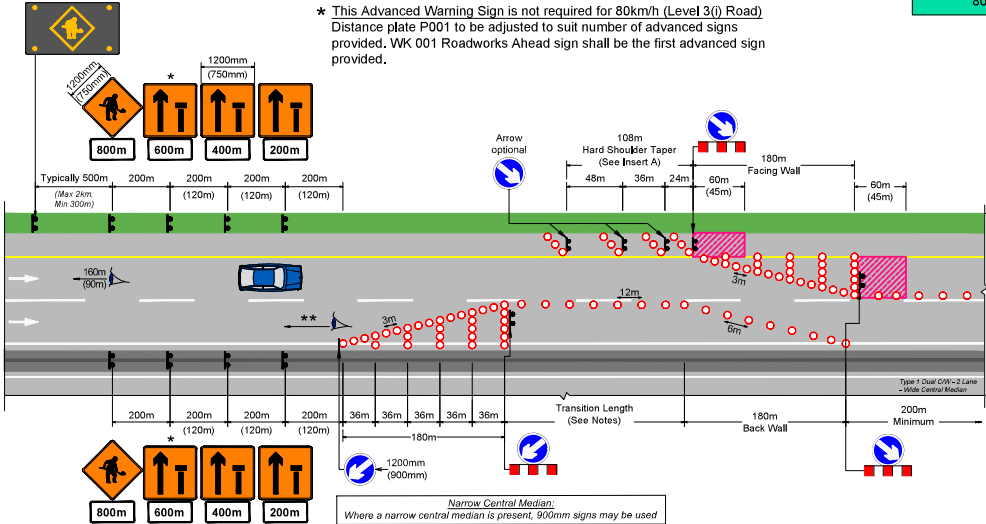 * This Advanced Warning Sign is not required for 80km/h (Level 3(i) Road)
Distance plate P001 to be adjusted to suit number of advanced signs
provided. WK 001 Roadworks Ahead sign shall be the first advanced sign
provided.
80
1200mm
(750mm)
*
1200mm
(750mm)
800m
600m
400m
200m
Typically 500m
(Max 2km,
Min 300m)
200m
200m
(120m)
200m
(120m)
200m
(120m)
Arrow
optional
108m
Hard Shoulder Taper
(See Insert A)
48m
36m
24m
180m
Facing Wall
60m
(45m)
60m
(45m)
160m
(90m)
**
3m
12m
3m
6m
Type 1 Dual C/W - 2 Lane
- Wide Central Median
200m
200m
(120m)
200m
(120m)
200m
(120m)
36m
36m
36m
36m
36m
180m
Transition Length
(See Notes)
180m
Back Wall
200m
Minimum
*
1200mm
(900mm)
800m
600m
400m
200m
Narrow Central Median:
Where a narrow central median is present, 900mm signs may be used